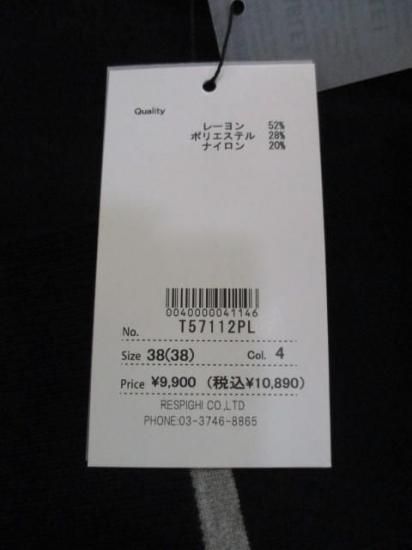 Quality
レーヨン 52%
ポリエステル 28%
ナイロン 20%
0040000041146
No. T57112PL
Size 38(38) Col. 4
Price ¥9,900 (税込¥10,890)
RESPIGHI CO.,LTD
PHONE:03-3746-8865